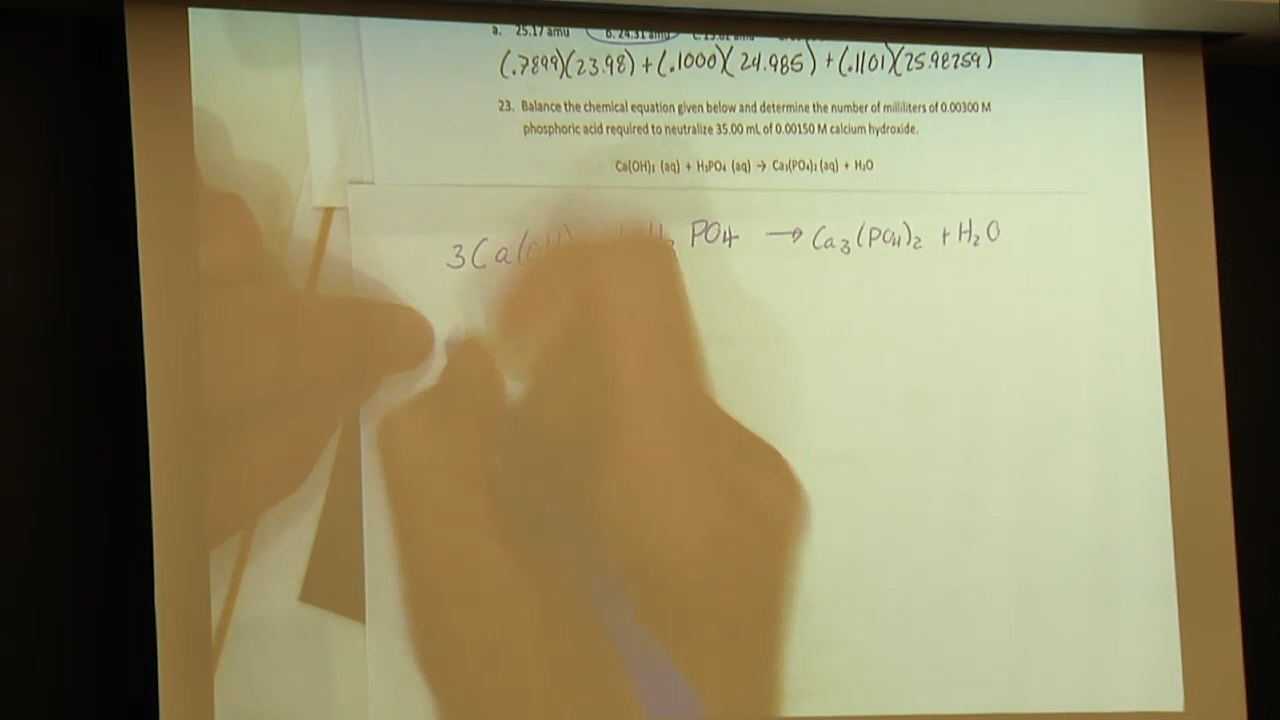 a. 25.17 amu b. 24.31 amu
(.7899)(23.98) + (.1000)(24.985) + (.1101)(25.98259)
23. Balance the chemical equation given below and determine the number of milliliters of 0.00300 M
phosphoric acid required to neutralize 35.00 mL of 0.00150 M calcium hydroxide.
Ca(OH)₂ (aq) + H₃PO₄ (aq) → Ca₃(PO₄)₂ (aq) + H₂O
3Ca( PO4 → Ca3(PO4)2 + H2O